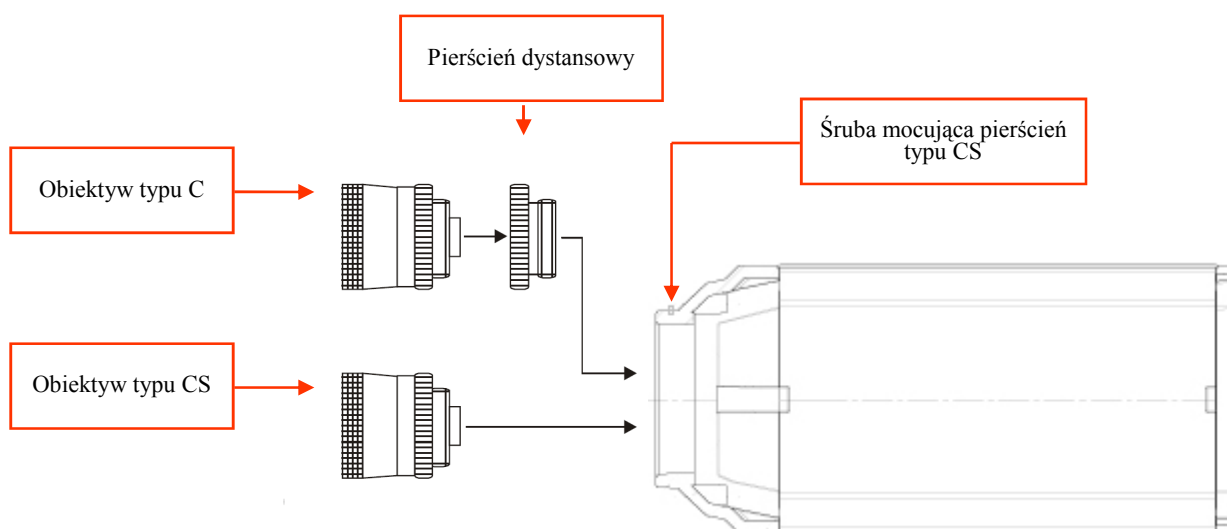 Pierścień dystansowy
Śruba mocująca pierścień
typu CS
Obiektyw typu C
Obiektyw typu CS